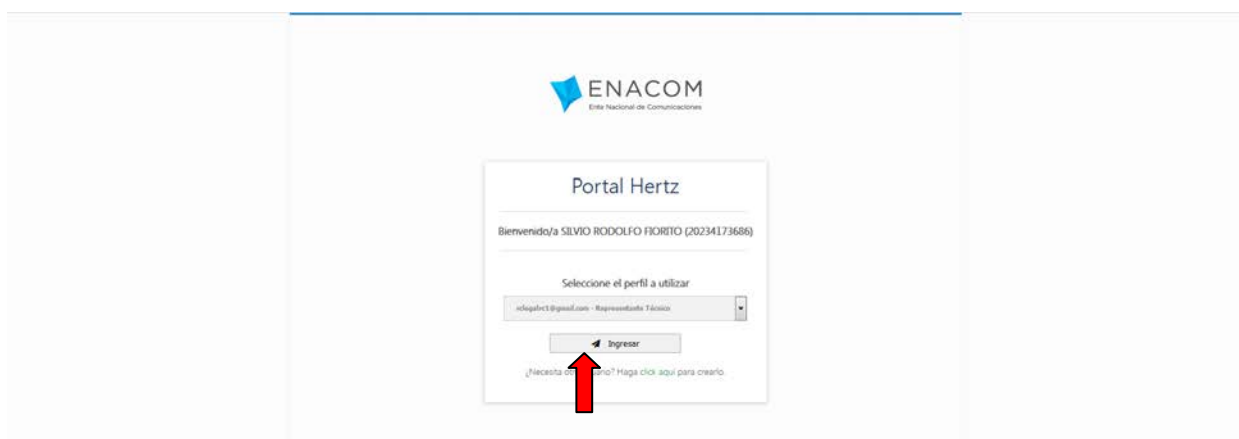 ENACOM
Ente Nacional de Comunicaciones
Portal Hertz
Bienvenido/a SILVIO RODOLFO FIORITO (20234173686)
Seleccione el perfil a utilizar
- Representante Técnico
Ingresar
¿Necesita Haga click aquí para crearlo.